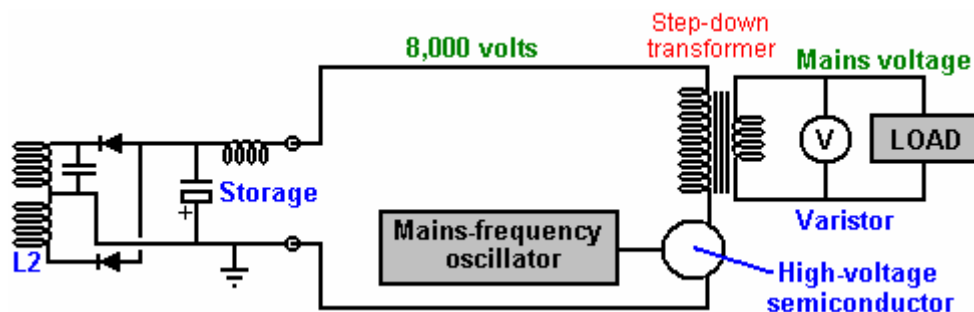 Step-down
transformer
8,000 volts
Mains voltage
V
LOAD
Storage
+
Mains-frequency
oscillator
Varistor
L2
High-voltage
semiconductor